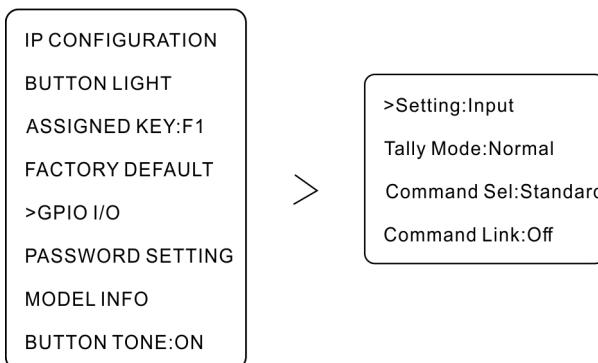 IP CONFIGURATION
BUTTON LIGHT
ASSIGNED KEY:F1
FACTORY DEFAULT
>GPIO I/O
PASSWORD SETTING
MODEL INFO
BUTTON TONE:ON
>
>Setting:Input
Tally Mode:Normal
Command Sel:Standard
Command Link:Off